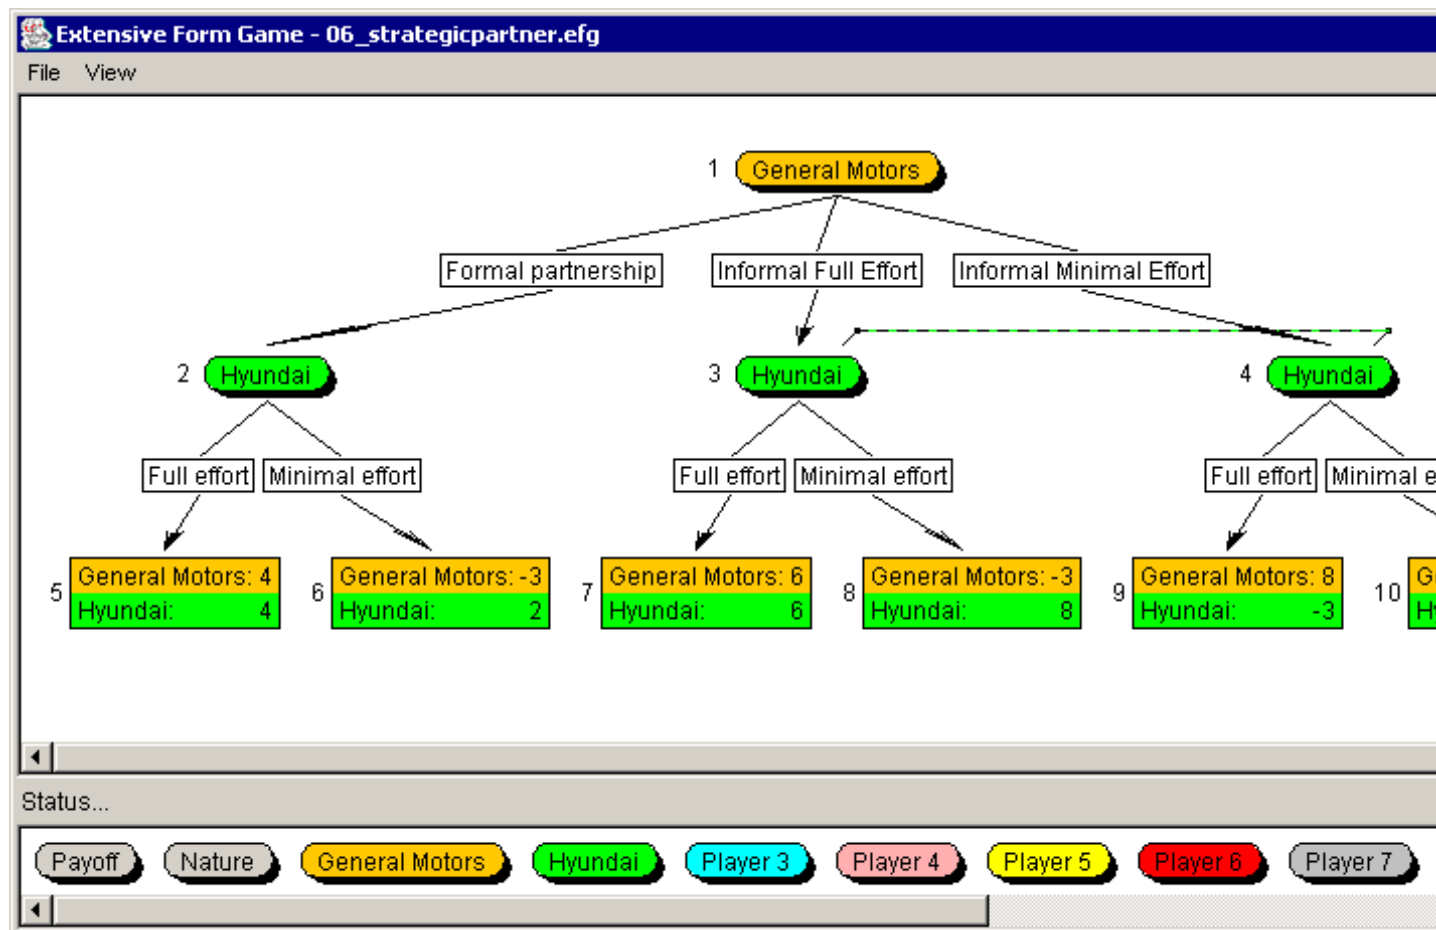 Extensive Form Game - 06_strategicpartner.efg
File View
1 General Motors
Formal partnership Informal Full Effort Informal Minimal Effort
2 Hyundai 3 Hyundai 4 Hyundai
Full effort Minimal effort Full effort Minimal effort Full effort Minimal e
5 General Motors: 4 6 General Motors: -3 7 General Motors: 6 8 General Motors: -3 9 General Motors: 8 10
Hyundai: 4 Hyundai: 2 Hyundai: 6 Hyundai: 8 Hyundai: -3
Status...
Payoff Nature General Motors Hyundai Player 3 Player 4 Player 5 Player 6 Player 7